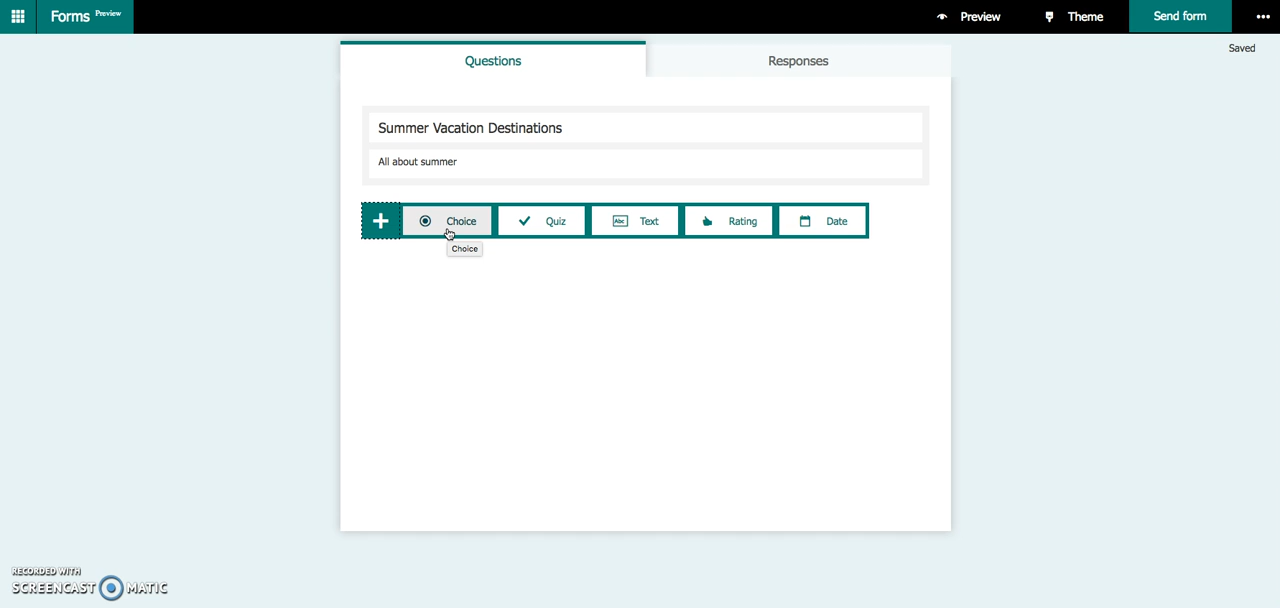 Forms Preview
Preview
Theme
Send form
Saved
Questions
Responses
Summer Vacation Destinations
All about summer
Choice
Quiz
Abc
Text
Rating
Date
Choice
RECORDED WITH
SCREENCAST MATIC